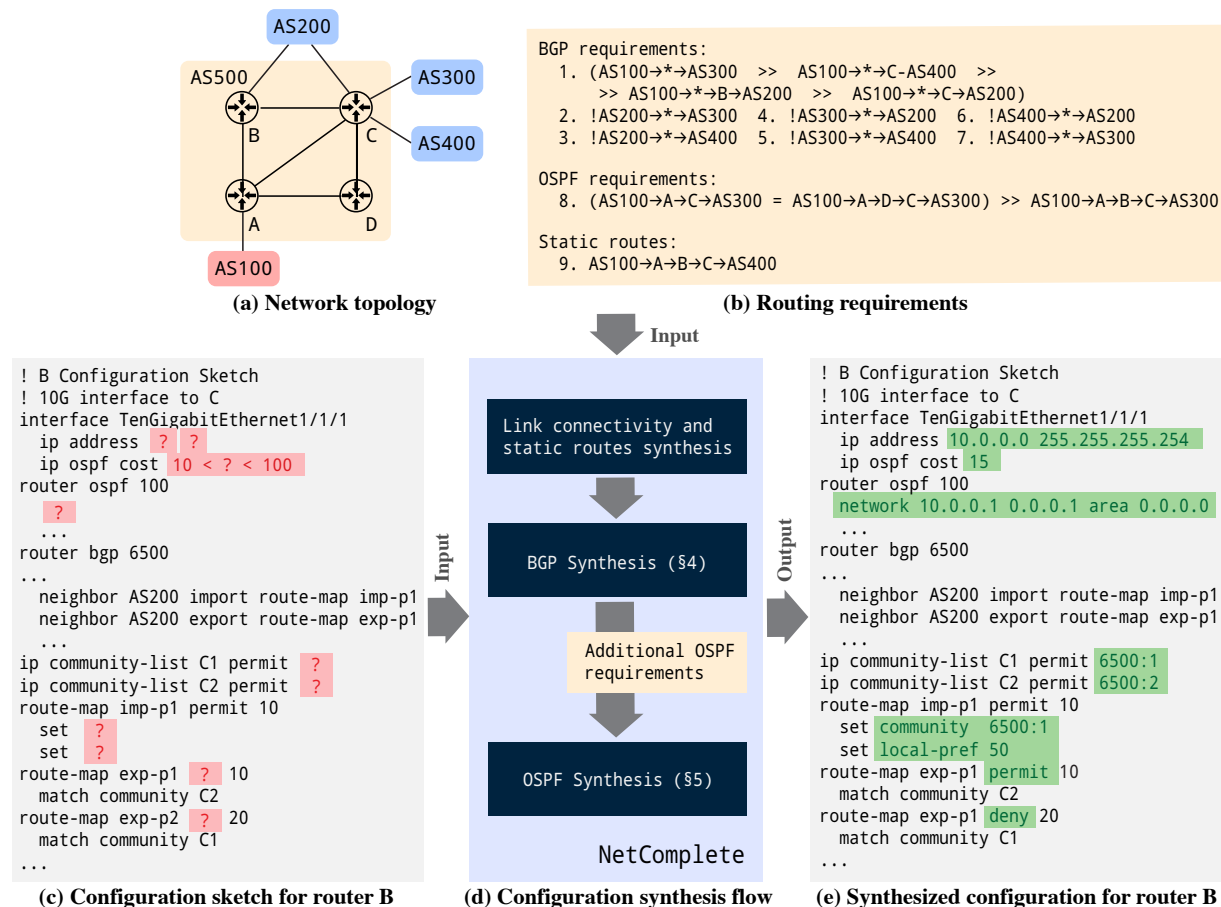 AS200
AS500
AS300
B
C
AS400
A
D
AS100
(a) Network topology
BGP requirements:
1. (AS100→*→AS300 >> AS100→*→C-AS400 >>
>> AS100→*→B→AS200 >> AS100→*→C→AS200)
2. !AS200→*→AS300 4. !AS300→*→AS200 6. !AS400→*→AS200
3. !AS200→*→AS400 5. !AS300→*→AS400 7. !AS400→*→AS300
OSPF requirements:
8. (AS100→A→C→AS300 = AS100→A→D→C→AS300) >> AS100→A→B→C→AS300
Static routes:
9. AS100→A→B→C→AS400
(b) Routing requirements
Input
! B Configuration Sketch
! 10G interface to C
interface TenGigabitEthernet1/1/1
ip address ? ?
ip ospf cost 10 < ? < 100
router ospf 100
?
...
router bgp 6500
...
neighbor AS200 import route-map imp-p1
neighbor AS200 export route-map exp-p1
...
ip community-list C1 permit ?
ip community-list C2 permit ?
route-map imp-p1 permit 10
set ?
set ?
route-map exp-p1 ? 10
match community C2
route-map exp-p2 ? 20
match community C1
...
(c) Configuration sketch for router B
Input
Link connectivity and
static routes synthesis
BGP Synthesis (§4)
Additional OSPF
requirements
OSPF Synthesis (§5)
NetComplete
(d) Configuration synthesis flow
Output
! B Configuration Sketch
! 10G interface to C
interface TenGigabitEthernet1/1/1
ip address 10.0.0.0 255.255.255.254
ip ospf cost 15
router ospf 100
network 10.0.0.1 0.0.0.1 area 0.0.0.0
...
router bgp 6500
...
neighbor AS200 import route-map imp-p1
neighbor AS200 export route-map exp-p1
...
ip community-list C1 permit 6500:1
ip community-list C2 permit 6500:2
route-map imp-p1 permit 10
set community 6500:1
set local-pref 50
route-map exp-p1 permit 10
match community C2
route-map exp-p1 deny 20
match community C1
...
(e) Synthesized configuration for router B